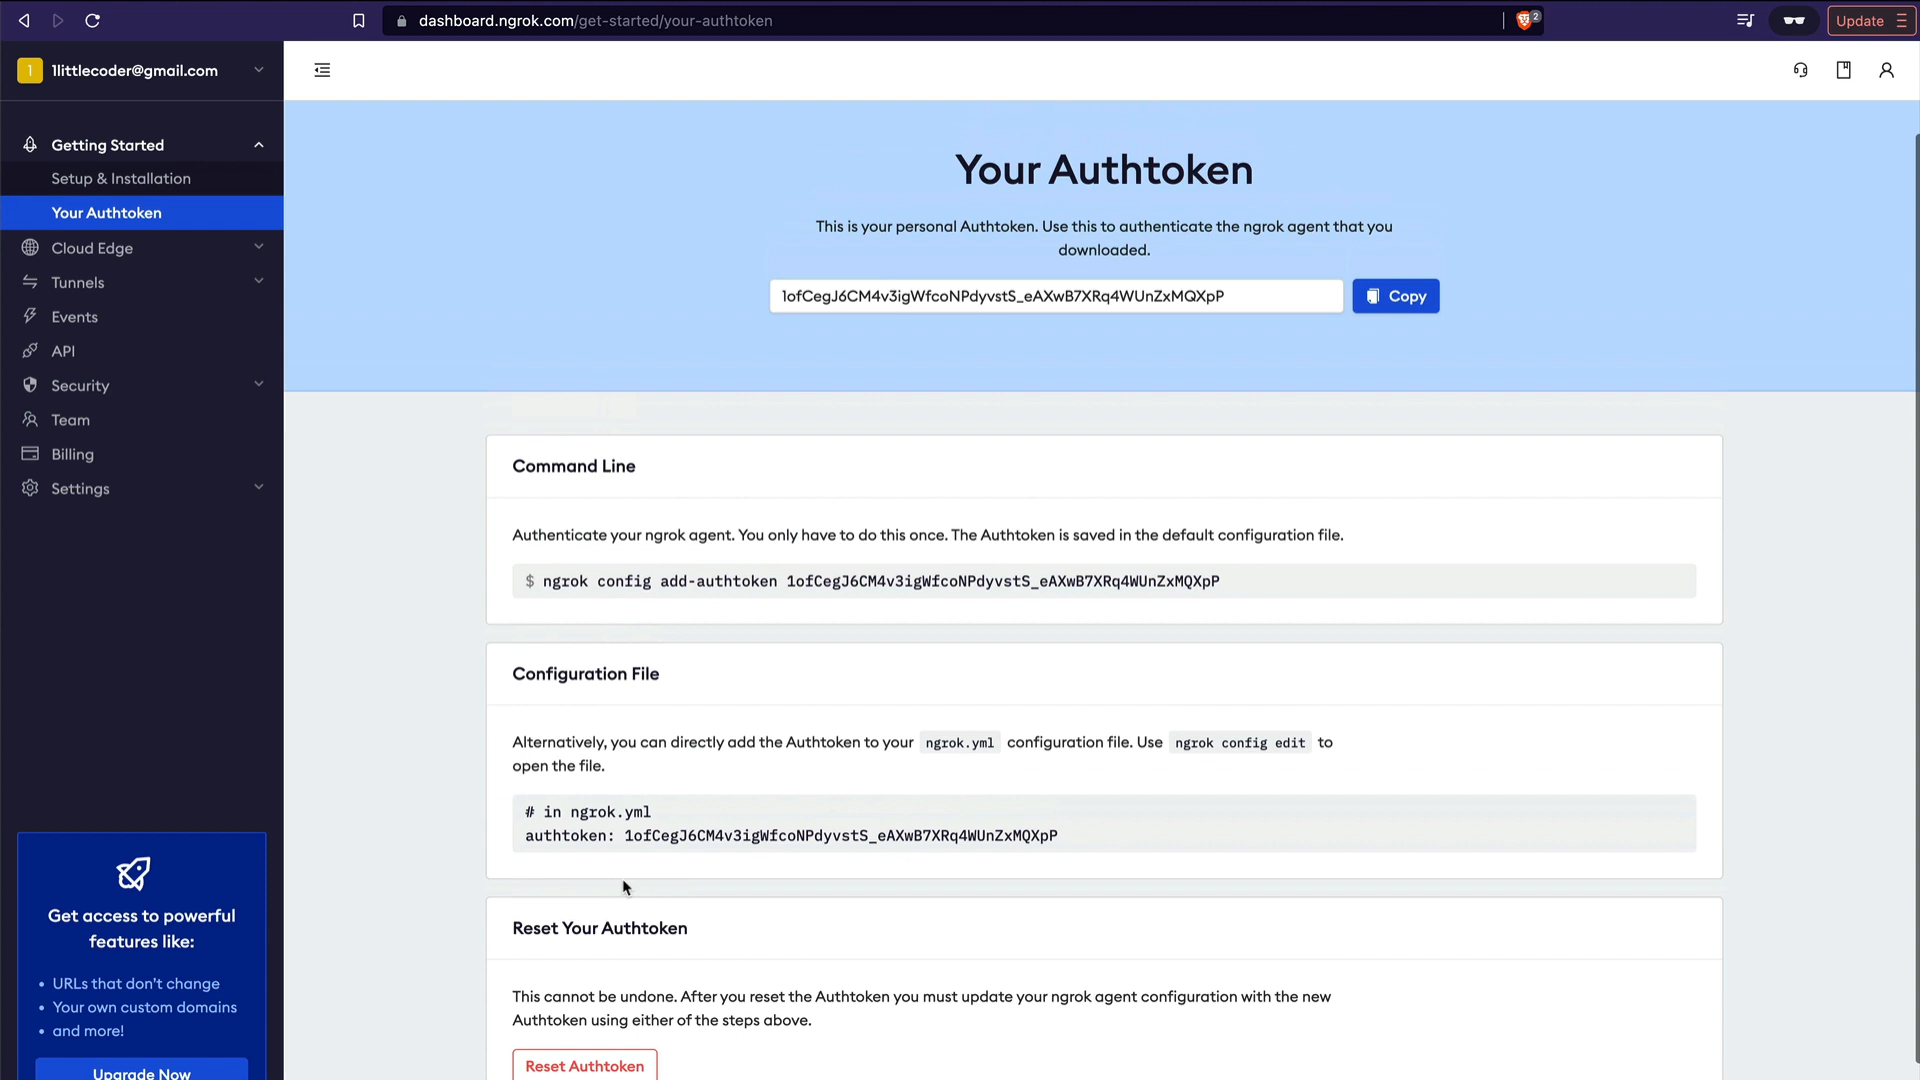 dashboard.ngrok.com/get-started/your-authtoken
2
Update
1
1littlecoder@gmail.com
Getting Started
Setup & Installation
Your Authtoken
Cloud Edge
Tunnels
Events
API
Security
Team
Billing
Settings
Get access to powerful
features like:
• URLs that don't change
• Your own custom domains
• and more!
Upgrade Now
Your Authtoken
This is your personal Authtoken. Use this to authenticate the ngrok agent that you
downloaded.
1ofCegJ6CM4v3igWfcoNPdyvstS_eAXwB7XRq4WUnZxMQXpP
Copy
Command Line
Authenticate your ngrok agent. You only have to do this once. The Authtoken is saved in the default configuration file.
$ ngrok config add-authtoken 1ofCegJ6CM4v3igWfcoNPdyvstS_eAXwB7XRq4WUnZxMQXpP
Configuration File
Alternatively, you can directly add the Authtoken to your ngrok.yml configuration file. Use ngrok config edit to
open the file.
# in ngrok.yml
authtoken: 1ofCegJ6CM4v3igWfcoNPdyvstS_eAXwB7XRq4WUnZxMQXpP
Reset Your Authtoken
This cannot be undone. After you reset the Authtoken you must update your ngrok agent configuration with the new
Authtoken using either of the steps above.
Reset Authtoken